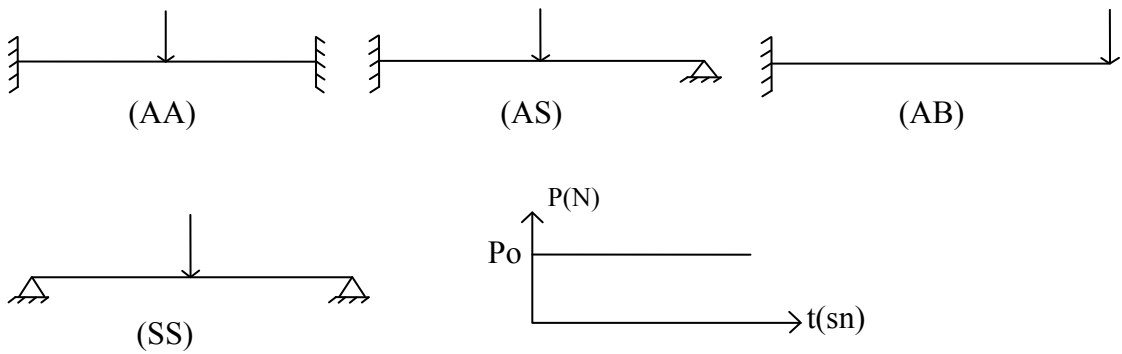 (AA)
(AS)
(AB)
P(N)
Po
t(sn)
(SS)